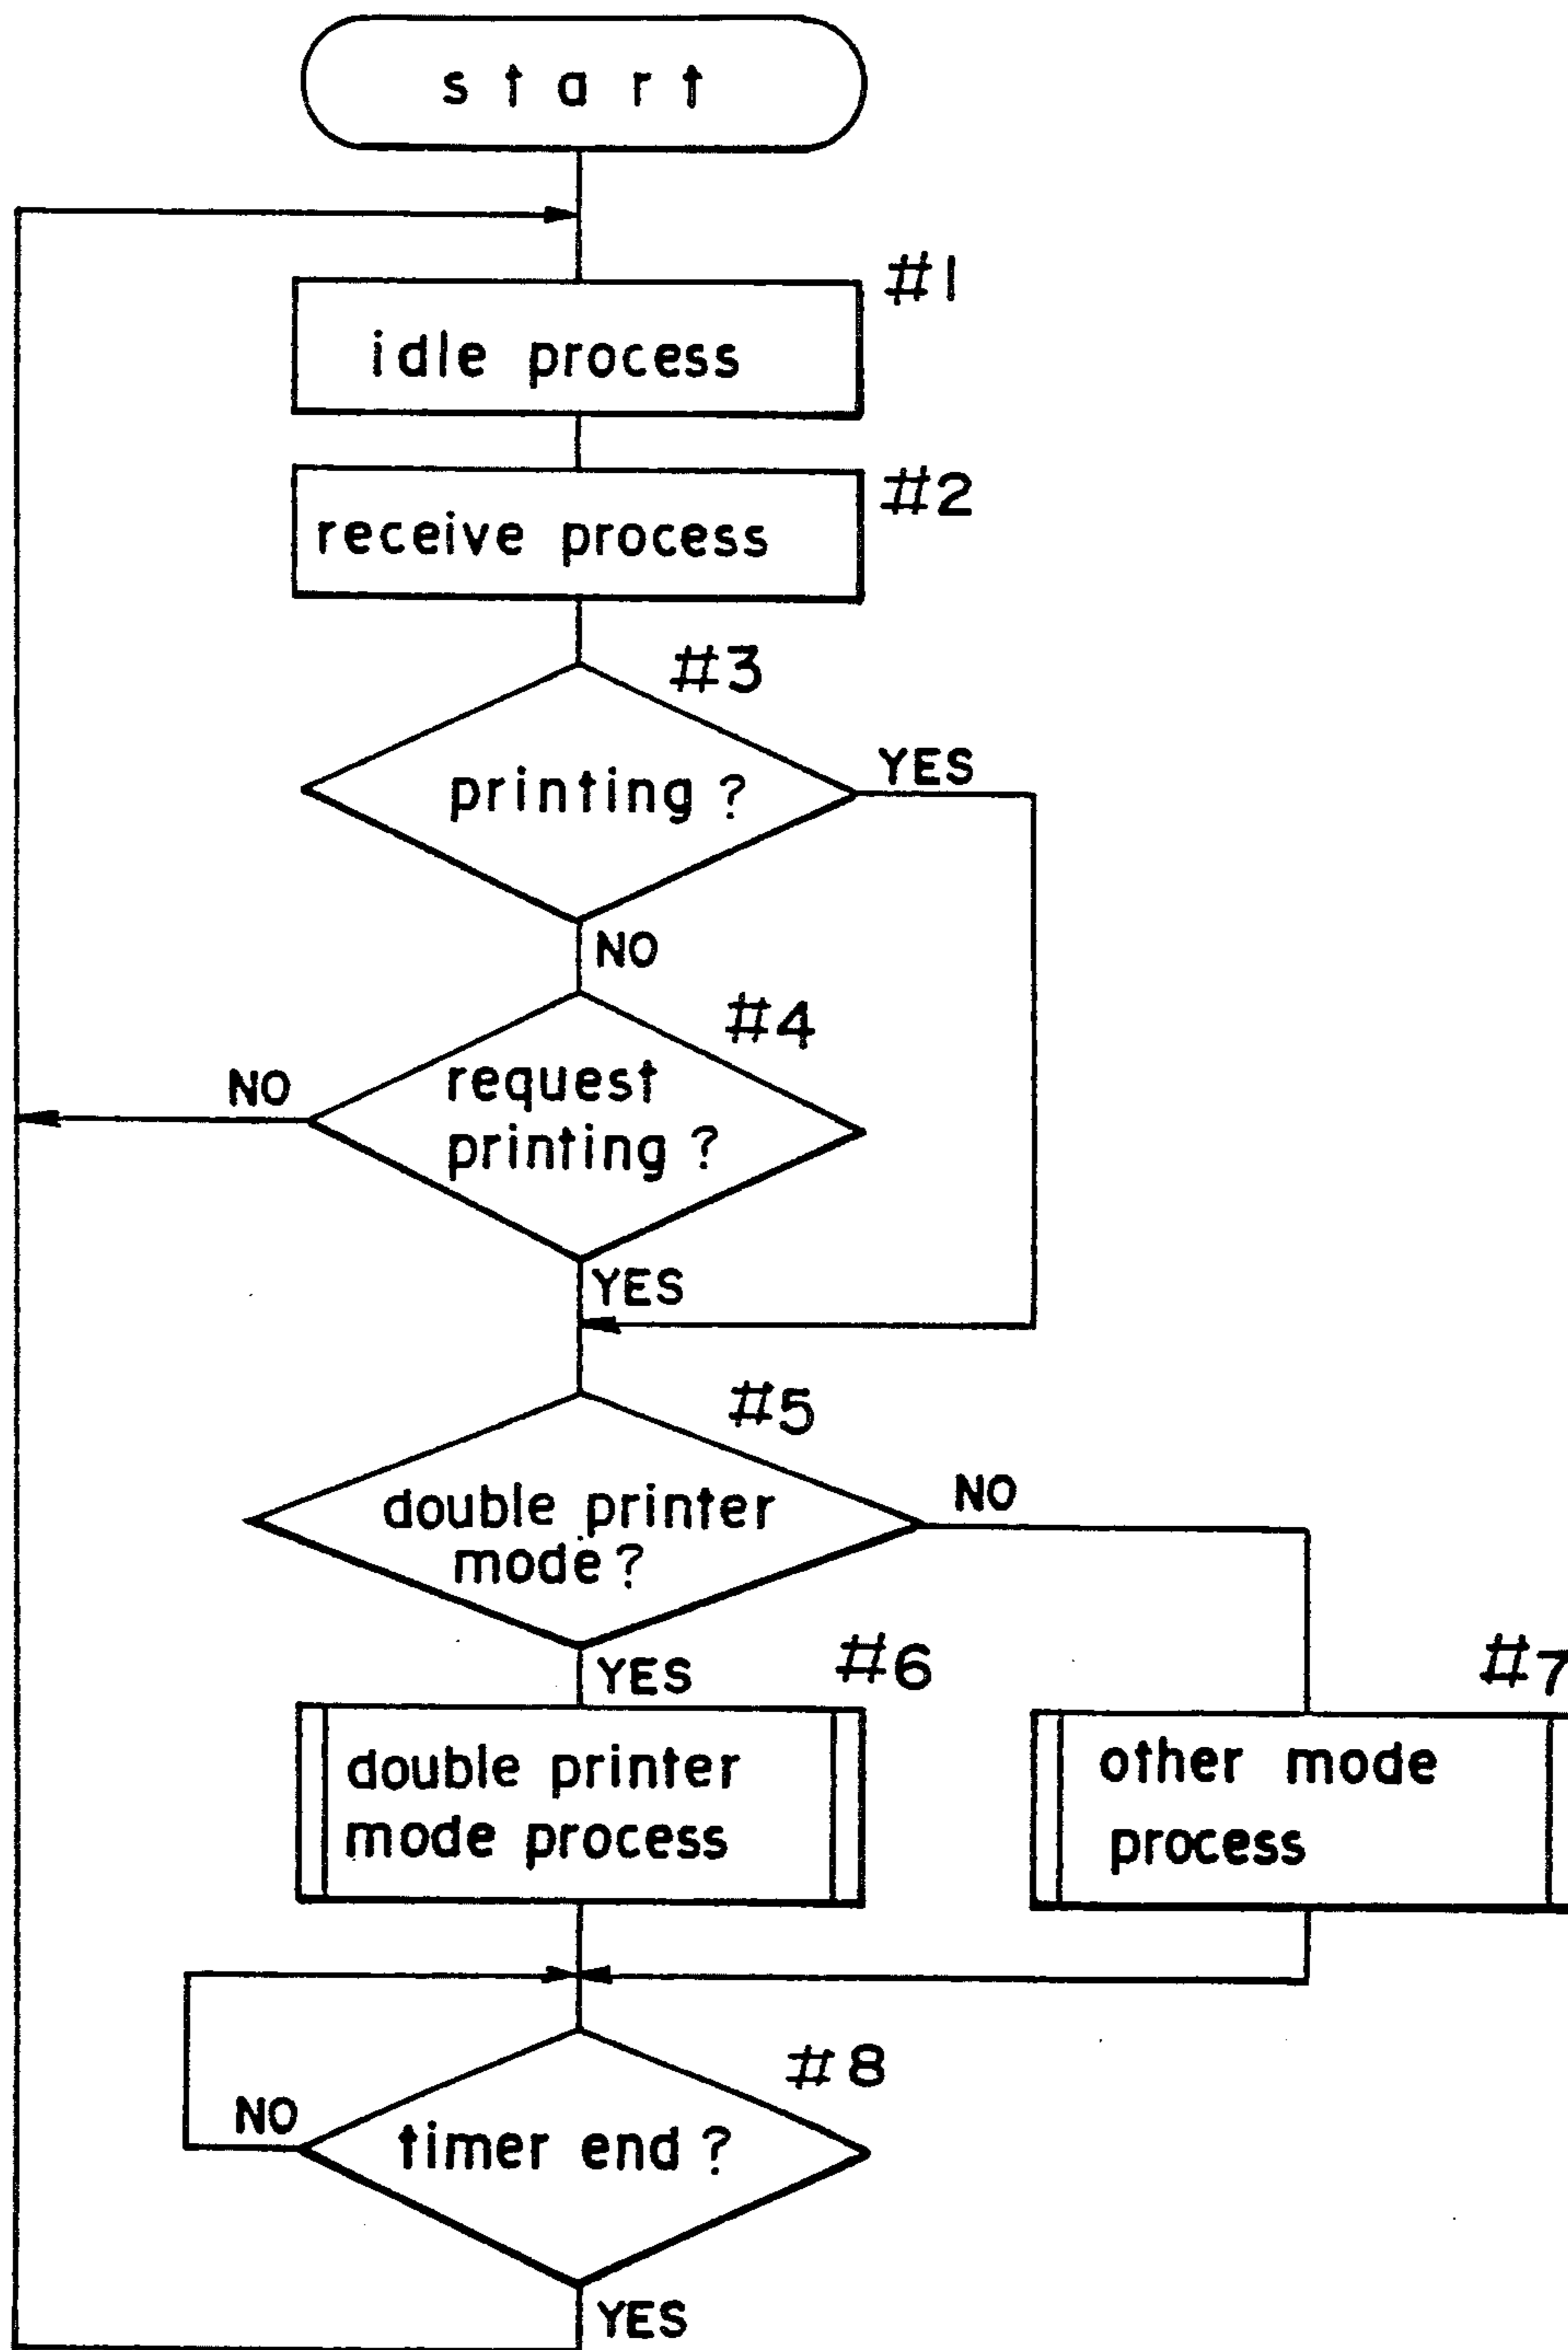 start
#1
idle process
#2
receive process
#3
printing ?
YES
NO
#4
request
printing ?
NO
YES
#5
double printer
mode ?
NO
YES
#6
double printer
mode process
#7
other mode
process
#8
timer end ?
NO
YES